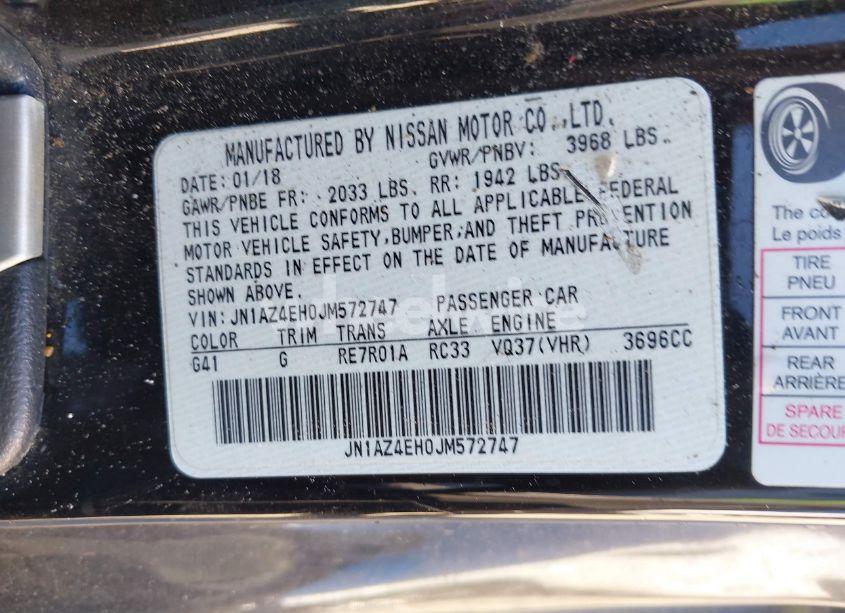 MANUFACTURED BY NISSAN MOTOR CO.,LTD.
DATE: 01/18 GVWR/PNBV: 3968 LBS.
GAWR/PNBE FR: 2033 LBS. RR: 1942 LBS.
THIS VEHICLE CONFORMS TO ALL APPLICABLE FEDERAL
MOTOR VEHICLE SAFETY,BUMPER,AND THEFT PREVENTION
STANDARDS IN EFFECT ON THE DATE OF MANUFACTURE
SHOWN ABOVE.
VIN: JN1AZ4EH0JM572747 PASSENGER CAR
COLOR TRIM TRANS AXLE ENGINE
G41 G RE7R01A RC33 VQ37(VHR) 3696CC
JN1AZ4EH0JM572747
The
Le poids
TIRE
PNEU
FRONT
AVANT
REAR
ARRIÈRE
SPARE
DE